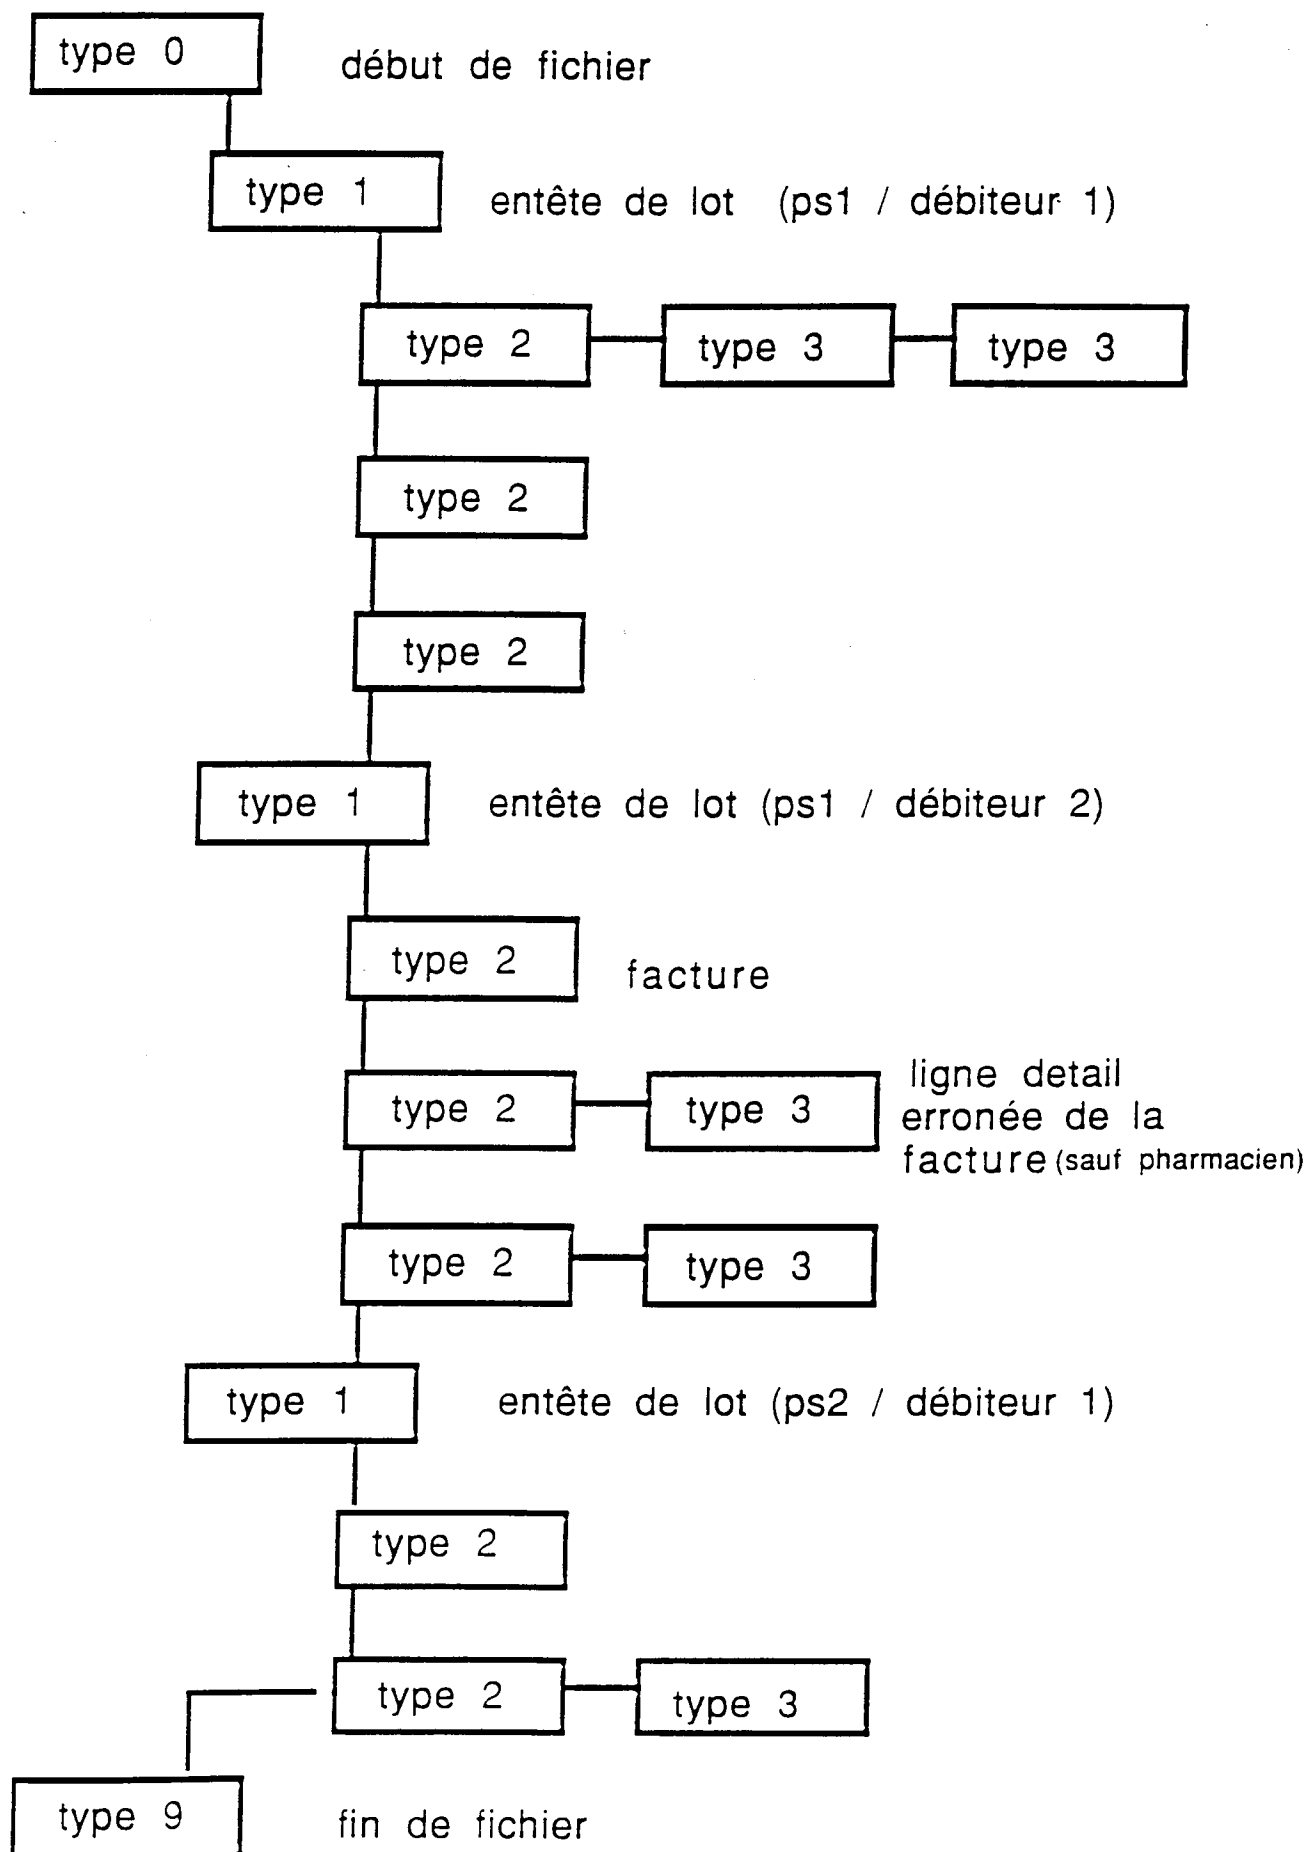 type 0
début de fichier
type 1
entête de lot (ps1 / débiteur 1)
type 2
type 3
type 3
type 2
type 2
type 1
entête de lot (ps1 / débiteur 2)
type 2
facture
type 2
type 3
ligne detail
erronée de la
facture (sauf pharmacien)
type 2
type 3
type 1
entête de lot (ps2 / débiteur 1)
type 2
type 2
type 3
type 9
fin de fichier